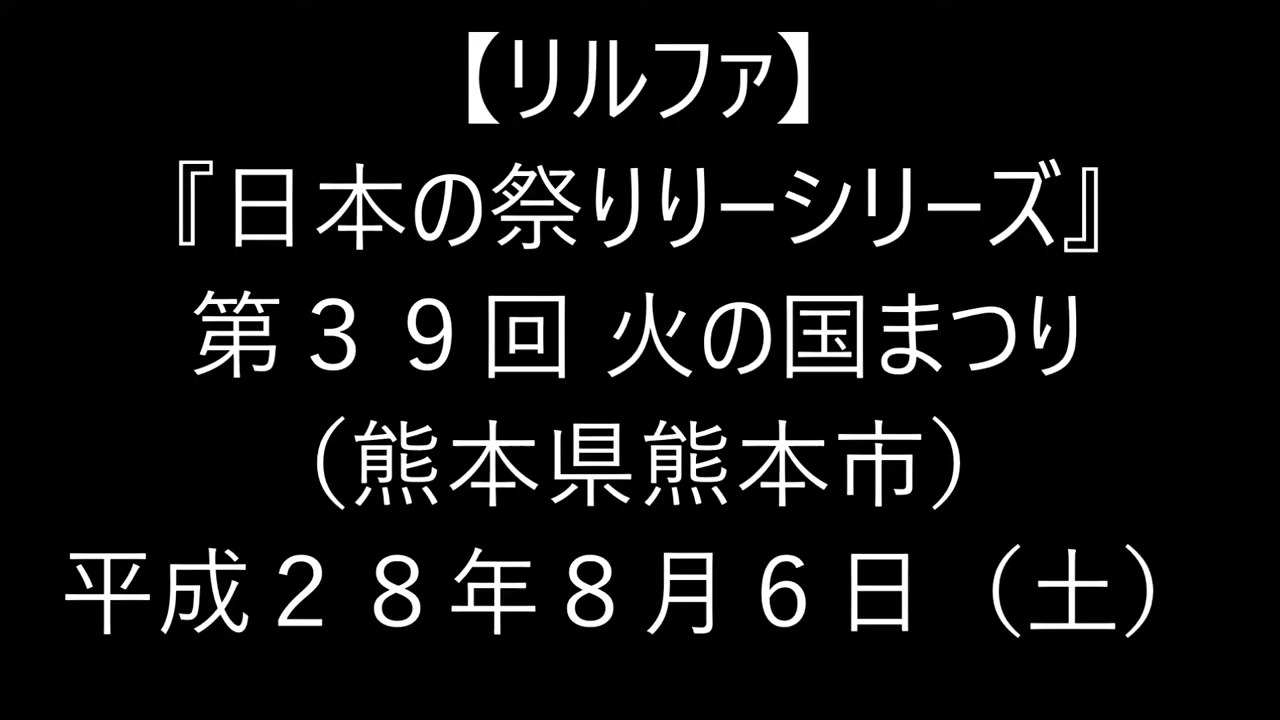 【リルファ】
『日本の祭りりーシリーズ』
第３９回 火の国まつり
（熊本県熊本市）
平成２８年８月６日（土）